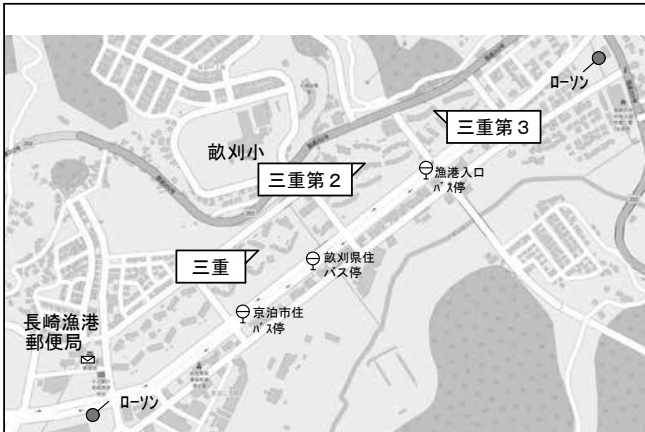 ローソン
三重第３
畝刈小
漁港入口
バス停
三重第２
畝刈県住
バス停
三重
京泊市住
バス停
長崎漁港
郵便局
ローソン